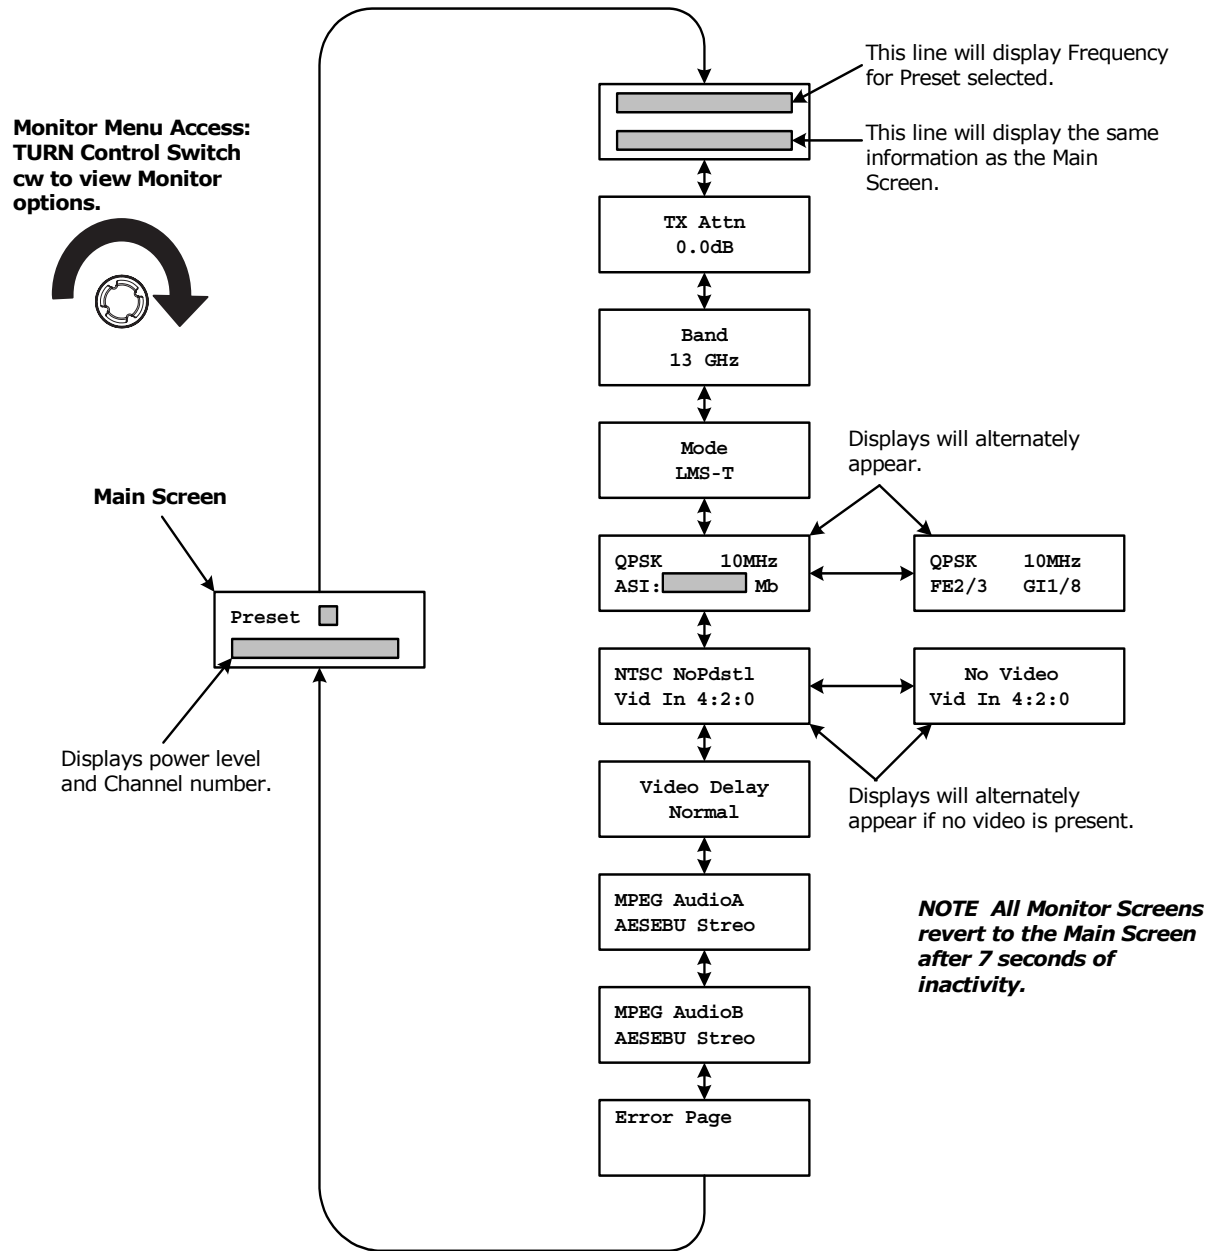 This line will display Frequency
for Preset selected.
Monitor Menu Access:
TURN Control Switch
cw to view Monitor
options.
This line will display the same
information as the Main
Screen.
TX Attn
0.0dB
Band
13 GHz
Mode
LMS-T
Displays will alternately
appear.
Main Screen
QPSK 10MHz
ASI: Mb
QPSK 10MHz
FE2/3 GI1/8
Preset
NTSC NoPdstl
Vid In 4:2:0
No Video
Vid In 4:2:0
Displays power level
and Channel number.
Video Delay
Normal
Displays will alternately
appear if no video is present.
MPEG AudioA
AESEBU Streo
NOTE All Monitor Screens
revert to the Main Screen
after 7 seconds of
inactivity.
MPEG AudioB
AESEBU Streo
Error Page